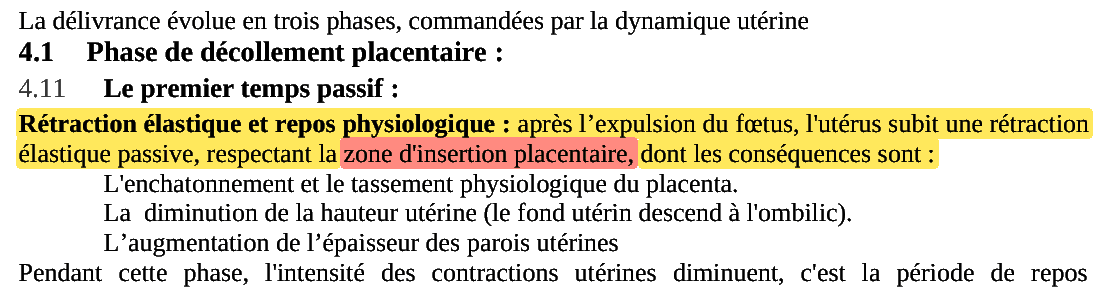 La délivrance évolue en trois phases, commandées par la dynamique utérine
4.1 Phase de décollement placentaire :
4.11 Le premier temps passif :
Rétraction élastique et repos physiologique : après l’expulsion du fœtus, l'utérus subit une rétraction
élastique passive, respectant la zone d'insertion placentaire, dont les conséquences sont :
L'enchatonnement et le tassement physiologique du placenta.
La diminution de la hauteur utérine (le fond utérin descend à l'ombilic).
L’augmentation de l’épaisseur des parois utérines
Pendant cette phase, l'intensité des contractions utérines diminuent, c'est la période de repos